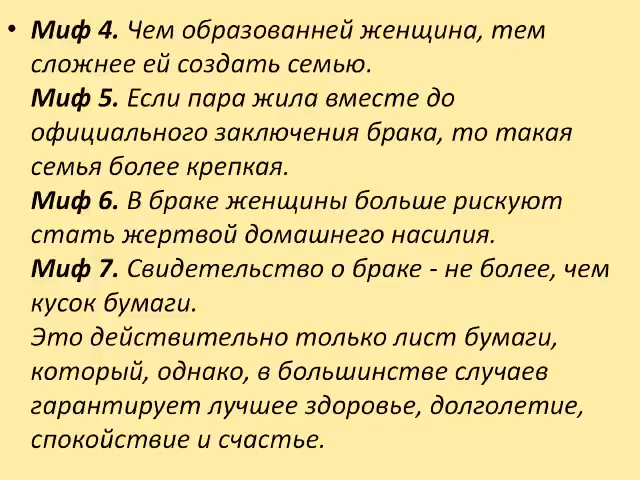 • Миф 4. Чем образованней женщина, тем
сложнее ей создать семью.
Миф 5. Если пара жила вместе до
официального заключения брака, то такая
семья более крепкая.
Миф 6. В браке женщины больше рискуют
стать жертвой домашнего насилия.
Миф 7. Свидетельство о браке - не более, чем
кусок бумаги.
Это действительно только лист бумаги,
который, однако, в большинстве случаев
гарантирует лучшее здоровье, долголетие,
спокойствие и счастье.